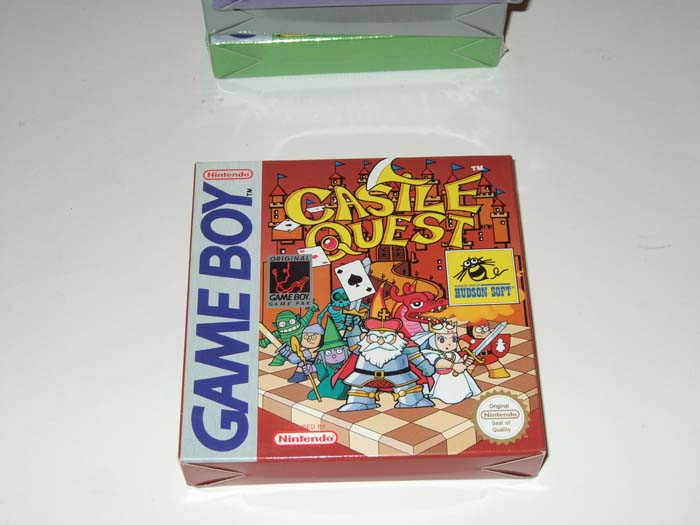 Nintendo
GAME BOY
TM
CASTLE
QUEST
TM
ORIGINAL
GAME BOY
GAME PAK
HUDSON SOFT
Original
Nintendo
Seal of
Quality
BY
Nintendo